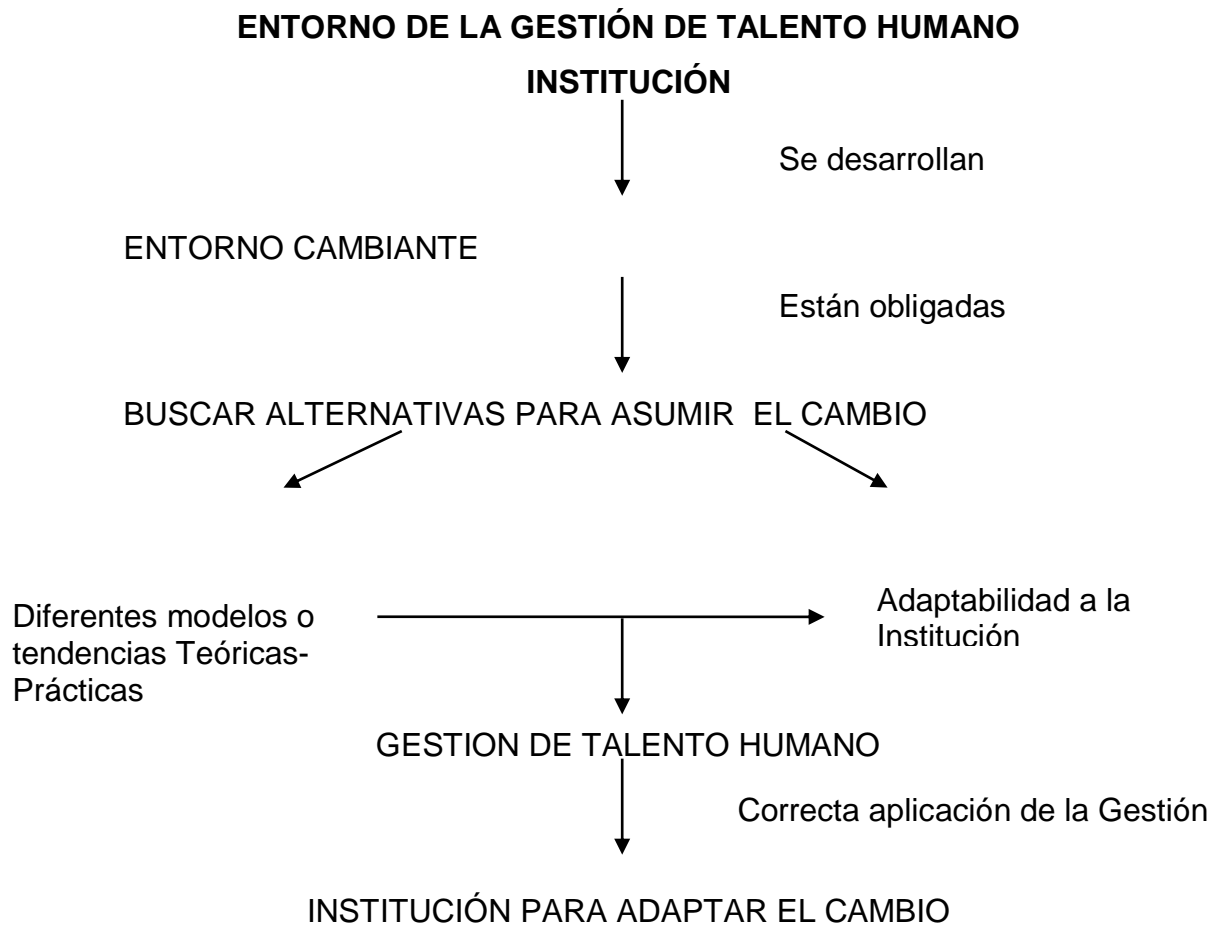 ENTORNO DE LA GESTIÓN DE TALENTO HUMANO
INSTITUCIÓN
Se desarrollan
ENTORNO CAMBIANTE
Están obligadas
BUSCAR ALTERNATIVAS PARA ASUMIR EL CAMBIO
Diferentes modelos o
tendencias Teóricas-
Prácticas
Adaptabilidad a la
Institución
GESTION DE TALENTO HUMANO
Correcta aplicación de la Gestión
INSTITUCIÓN PARA ADAPTAR EL CAMBIO